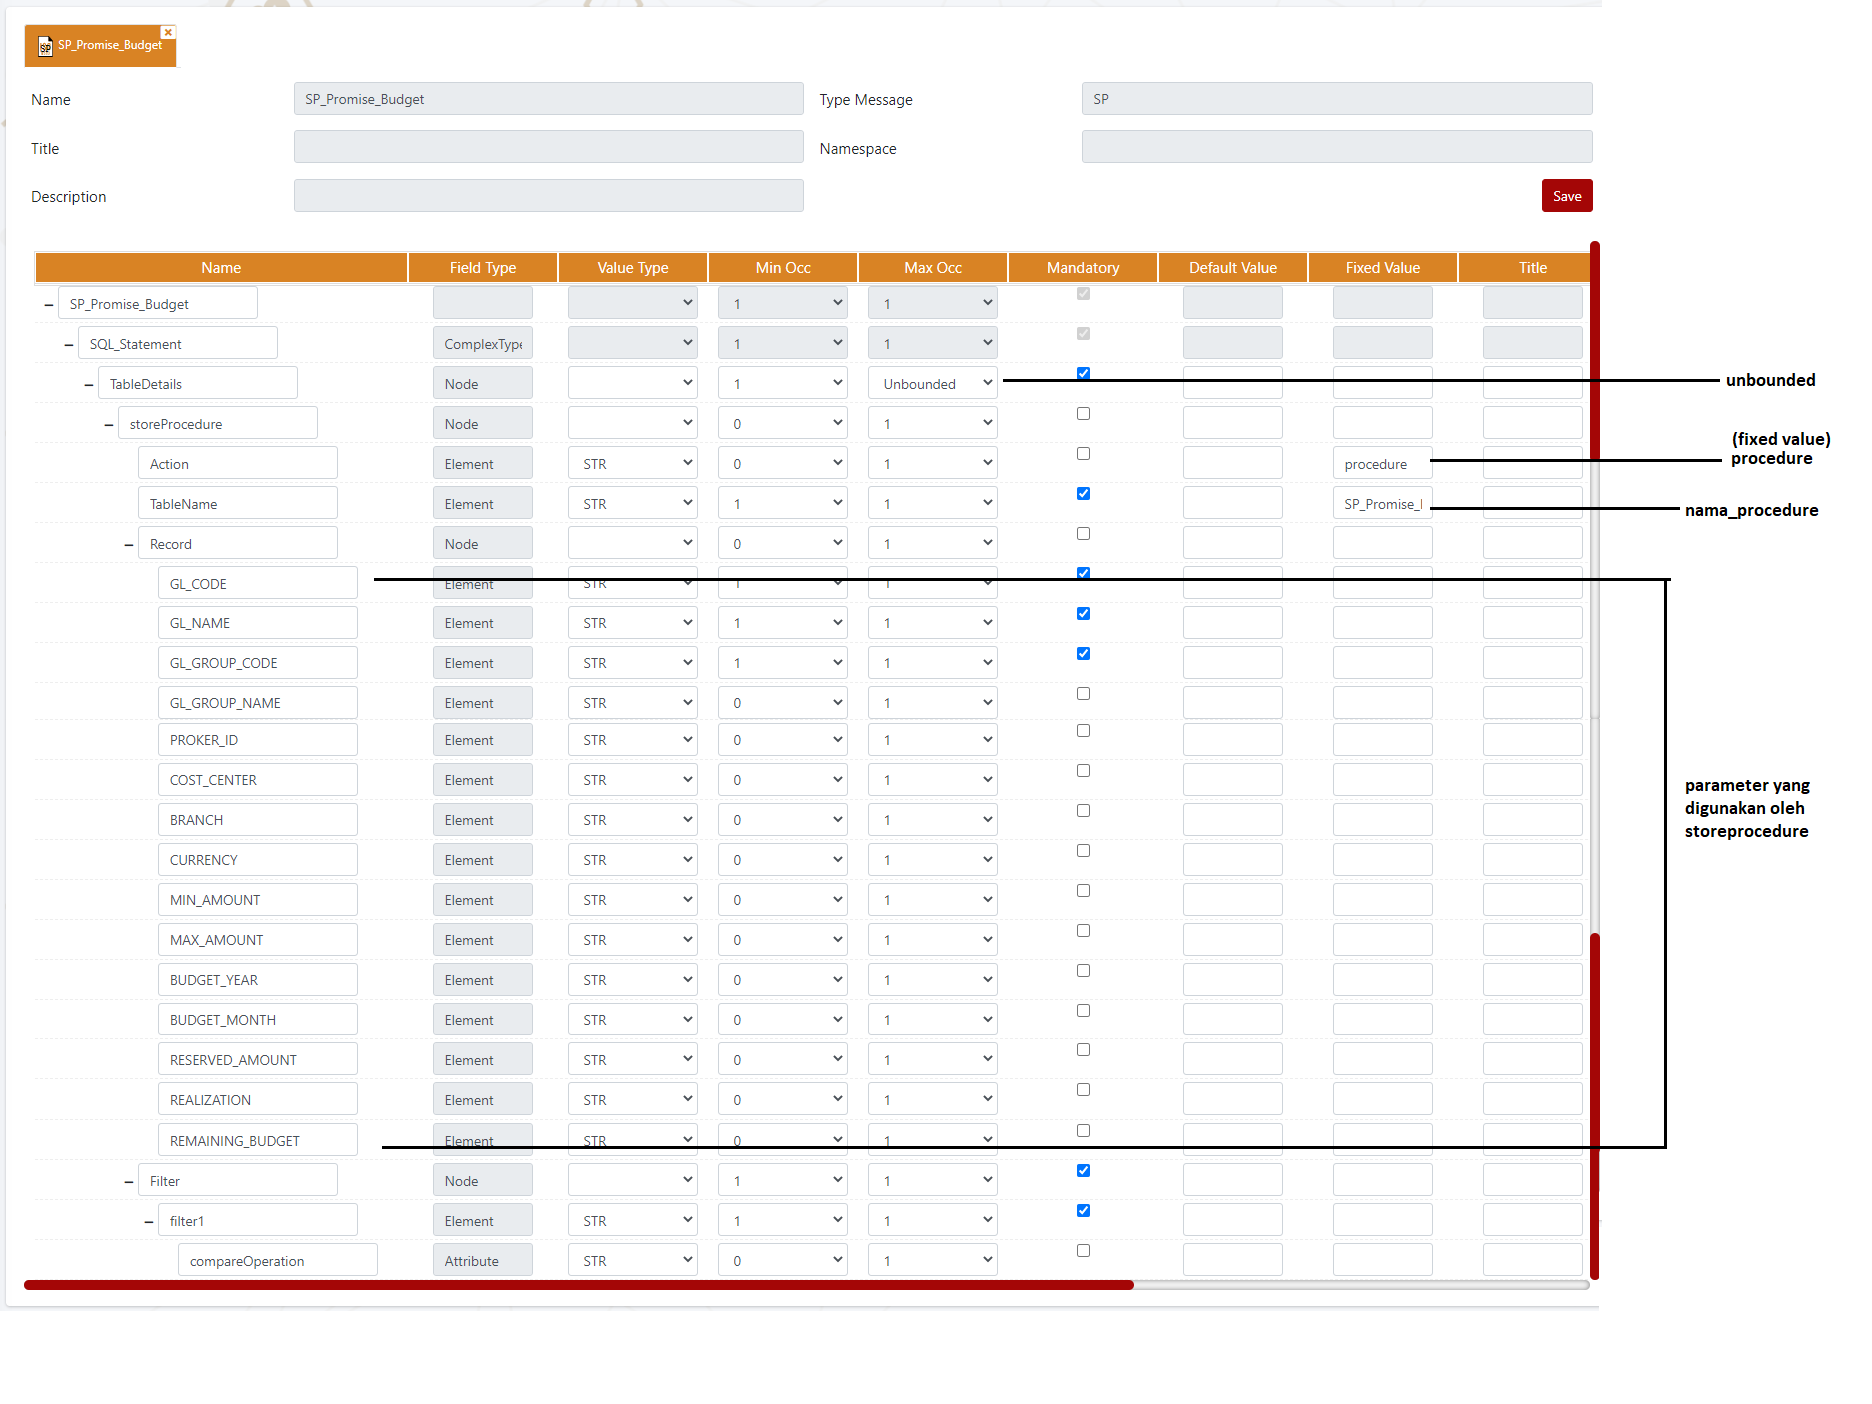 SP_Promise_Budget
Name SP_Promise_Budget Type Message SP
Title Namespace
Description Save
Name Field Type Value Type Min Occ Max Occ Mandatory Default Value Fixed Value Title
SP_Promise_Budget 1 1
SQL_Statement ComplexType 1 1
TableDetails Node 1 Unbounded unbounded
storeProcedure Node 0 1
(fixed value)
Action Element STR 0 1 procedure procedure
TableName Element STR 1 1 SP_Promise_ nama_procedure
Record Node 0 1
GL_CODE Element STR 1 1
GL_NAME Element STR 1 1
GL_GROUP_CODE Element STR 1 1
GL_GROUP_NAME Element STR 0 1
PROKER_ID Element STR 0 1
COST_CENTER Element STR 0 1
parameter yang
digunakan oleh
storeprocedure
BRANCH Element STR 0 1
CURRENCY Element STR 0 1
MIN_AMOUNT Element STR 0 1
MAX_AMOUNT Element STR 0 1
BUDGET_YEAR Element STR 0 1
BUDGET_MONTH Element STR 0 1
RESERVED_AMOUNT Element STR 0 1
REALIZATION Element STR 0 1
REMAINING_BUDGET Element STR 0 1
Filter Node 1 1
filter1 Element STR 1 1
compareOperation Attribute STR 0 1